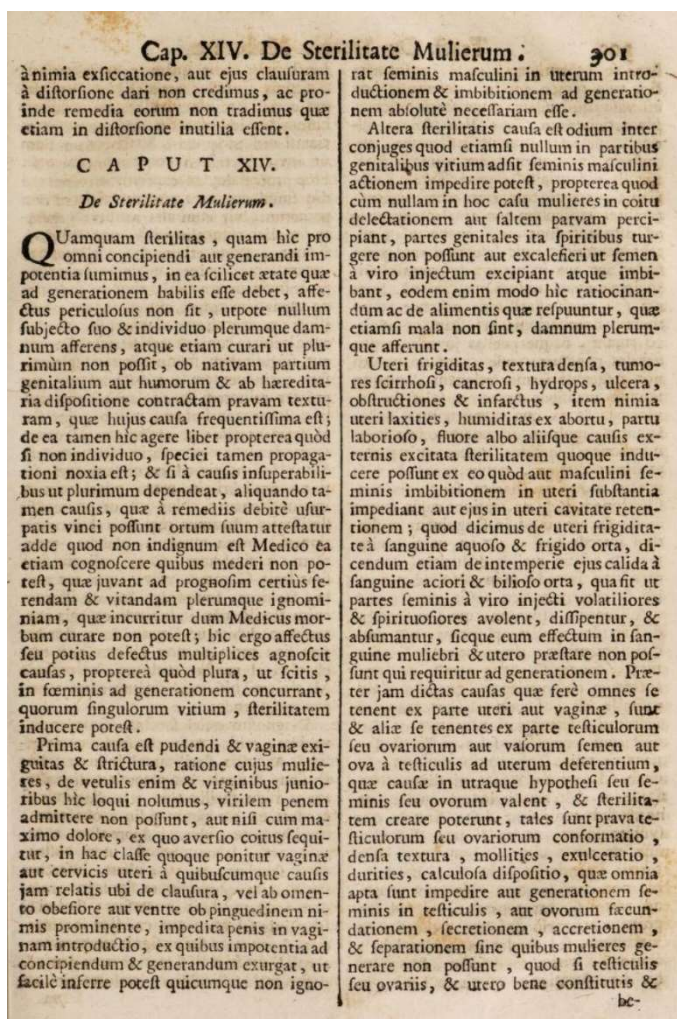 Cap. XIV. De Sterilitate Mulierum. 301
à nimia exſiccatione, aut ejus clauſuram
à diſtorſione dari non credimus, ac pro-
inde remedia eorum non tradimus quæ
etiam in diſtorſione inutilia eſſent.
CAPUT XIV.
De Sterilitate Mulierum.
QUamquam ſterilitas, quam hìc pro
omni concipiendi aut generandi im-
potentia ſumimus, in ea ſcilicet ætate quæ
ad generationem habilis eſſe debet, affe-
ctus periculoſus non ſit, utpote nullum
ſubjecto ſuo & individuo plerumque dam-
num afferens, atque etiam curari ut plu-
rimùm non poſſit, ob nativam partium
genitalium aut humorum & ab hæredita-
ria diſpoſitione contractam pravam textu-
ram, quæ hujus cauſa frequentiſſima eſt;
de ea tamen hìc agere libet propterea quòd
ſi non individuo, ſpeciei tamen propaga-
tioni noxia eſt; & ſi à cauſis inſuperabili-
bus ut plurimum dependeat, aliquando ta-
men cauſis, quæ à remediis debitè uſur-
patis vinci poſſunt ortum ſuum atteſtatur
adde quod non indignum eſt Medico ea
etiam cognoſcere quibus mederi non po-
teſt, quæ juvant ad prognoſim certiùs fe-
rendam & vitandam plerumque ignomi-
niam, quæ incurritur dum Medicus mor-
bum curare non poteſt; hic ergo affectus
ſeu potius defectus multiplices agnoſcit
cauſas, propterea quòd plura, ut ſcitis,
in fœminis ad generationem concurrant,
quorum ſingulorum vitium, ſterilitatem
inducere poteſt.
Prima cauſa eſt pudendi & vaginæ exi-
guitas & ſtrictura, ratione cujus mulie-
res, de vetulis enim & virginibus junio-
ribus hìc loqui nolumus, virilem penem
admittere non poſſunt, aut niſi cum ma-
ximo dolore, ex quo averſio coitus ſequi-
tur, in hac claſſe quoque ponitur vaginæ
aut cervicis uteri à quibuſcumque cauſis
jam relatis ubi de clauſura, vel ab omen-
to obeſiore aut ventre ob pinguedinem ni-
mis prominente, impedita penis in vagi-
nam introductio, ex quibus impotentia ad
concipiendum & generandum exurgat, ut
facilè inferre poteſt quicumque non igno-
rat ſeminis maſculini in uterum intro-
ductionem & imbibitionem ad generatio-
nem abſolutè neceſſariam eſſe.
Altera ſterilitatis cauſa eſt odium inter
conjuges quod etiamſi nullum in partibus
genitalibus vitium adſit ſeminis maſculini
actionem impedire poteſt, propterea quod
cùm nullam in hoc caſu mulieres in coitu
delectationem aut ſaltem parvam perci-
piant, partes genitales ita ſpiritibus tur-
gere non poſſunt aut excalefieri ut ſemen
à viro injectum excipiant atque imbi-
bant, eodem enim modo hìc ratiocinan-
dum ac de alimentis quæ reſpuuntur, quæ
etiamſi mala non ſint, damnum plerum-
que afferunt.
Uteri frigiditas, textura denſa, tumo-
res ſcirrhoſi, cancroſi, hydrops, ulcera,
obſtructiones & infarctus, item nimia
uteri laxities, humiditas ex abortu, partu
laborioſo, fluore albo aliiſque cauſis ex-
ternis excitata ſterilitatem quoque indu-
cere poſſunt ex eo quòd aut maſculini ſe-
minis imbibitionem in uteri ſubſtantia
impediant aut ejus in uteri cavitate reten-
tionem; quod dicimus de uteri frigidita-
te à ſanguine aquoſo & frigido orta, di-
cendum etiam de intemperie ejus calida à
ſanguine aciori & bilioſo orta, qua fit ut
partes ſeminis à viro injecti volatiliores
& ſpirituoſiores avolent, diſſipentur, &
abſumantur, ſicque eum effectum in ſan-
guine muliebri & utero præſtare non poſ-
ſunt qui requiritur ad generationem. Præ-
ter jam dictas cauſas quæ ferè omnes ſe
tenent ex parte uteri aut vaginæ, ſunt
& aliæ ſe tenentes ex parte teſticulorum
ſeu ovariorum aut vaſorum ſemen aut
ova à teſticulis ad uterum deferentium,
quæ cauſæ in utraque hypotheſi ſeu ſe-
minis ſeu ovorum valent, & ſterilita-
tem creare poterunt, tales ſunt prava te-
ſticulorum ſeu ovariorum conformatio,
denſa textura, mollities, exulceratio,
durities, calculoſa diſpoſitio, quæ omnia
apta ſunt impedire aut generationem ſe-
minis in teſticulis, aut ovorum fæcun-
dationem, ſecretionem, accretionem,
& ſeparationem ſine quibus mulieres ge-
nerare non poſſunt, quod ſi teſticulis
ſeu ovariis, & utero bene conſtitutis &
be-